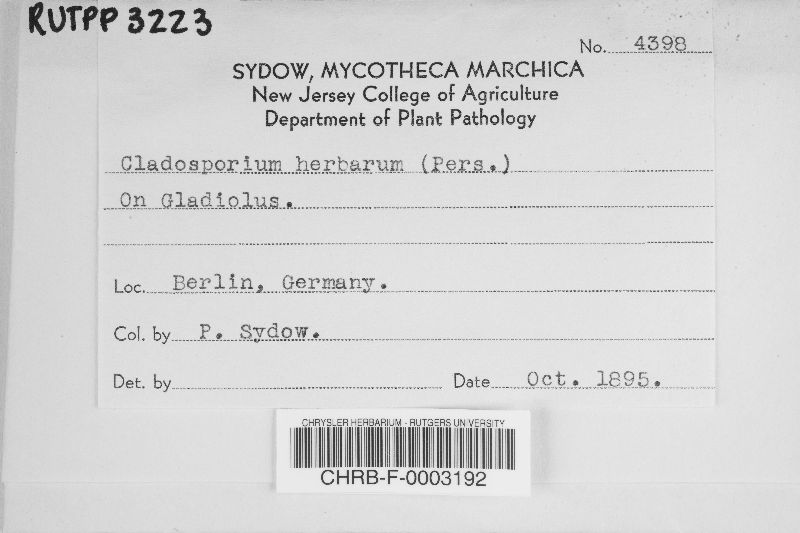 RUTPP 3223
No. 4398
SYDOW, MYCOTHECA MARCHICA
New Jersey College of Agriculture
Department of Plant Pathology
Cladosporium herbarum (Pers.)
On Gladiolus.
Loc. Berlin, Germany.
Col. by P. Sydow.
Det. by Date Oct. 1895.
CHRYSLER HERBARIUM - RUTGERS UNIVERSITY
CHRB-F-0003192